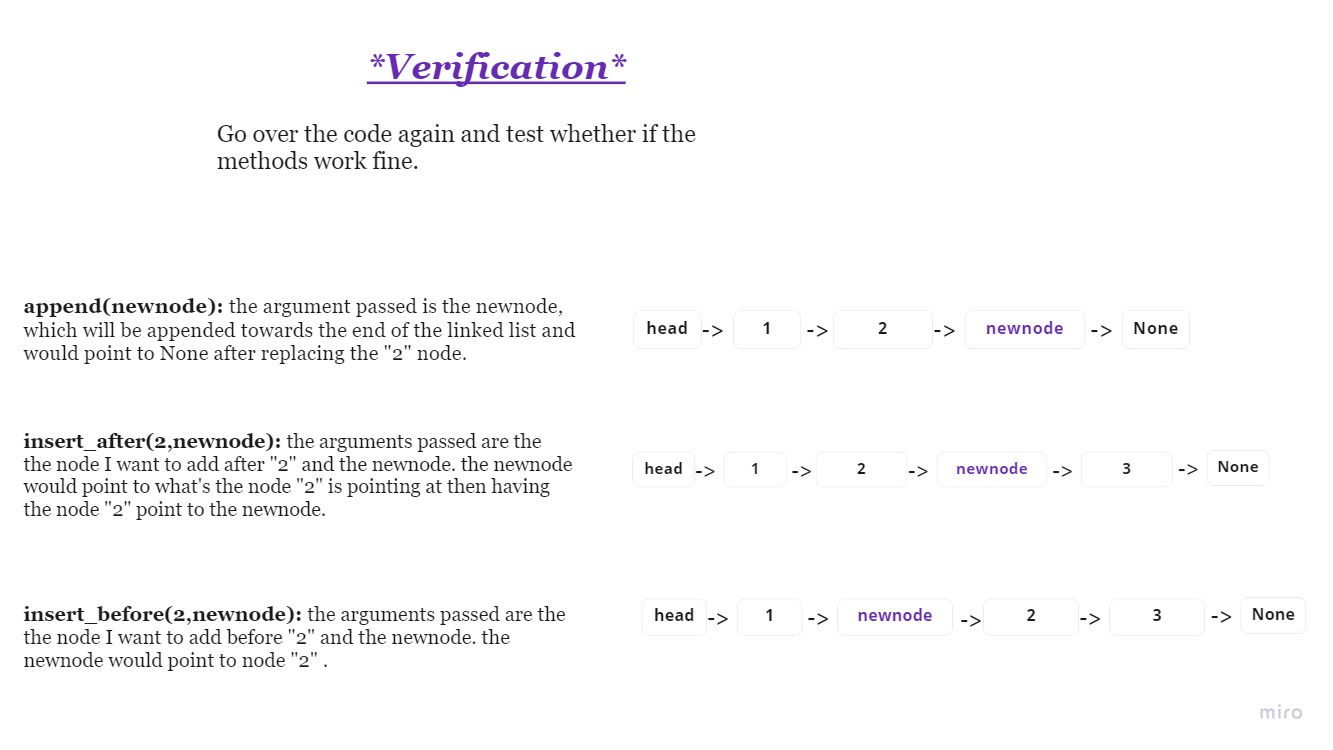 *Verification*
Go over the code again and test whether if the
methods work fine.
append(newnode): the argument passed is the newnode,
which will be appended towards the end of the linked list and
would point to None after replacing the "2" node.
head -> 1 -> 2 -> newnode -> None
insert_after(2,newnode): the arguments passed are the
the node I want to add after "2" and the newnode. the newnode
would point to what's the node "2" is pointing at then having
the node "2" point to the newnode.
head -> 1 -> 2 -> newnode -> 3 -> None
insert_before(2,newnode): the arguments passed are the
the node I want to add before "2" and the newnode. the
newnode would point to node "2" .
head -> 1 -> newnode -> 2 -> 3 -> None
miro